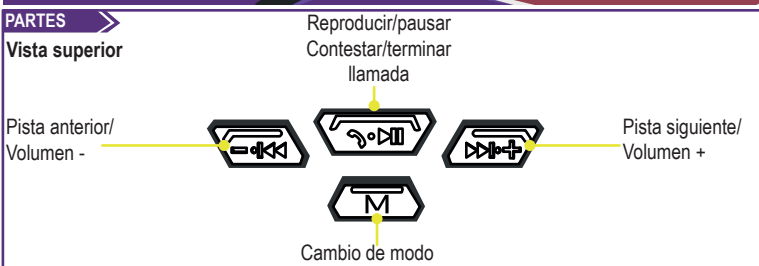 PARTES
Vista superior
Reproducir/pausar
Contestar/terminar
llamada
Pista anterior/
Volumen -
Pista siguiente/
Volumen +
M
Cambio de modo